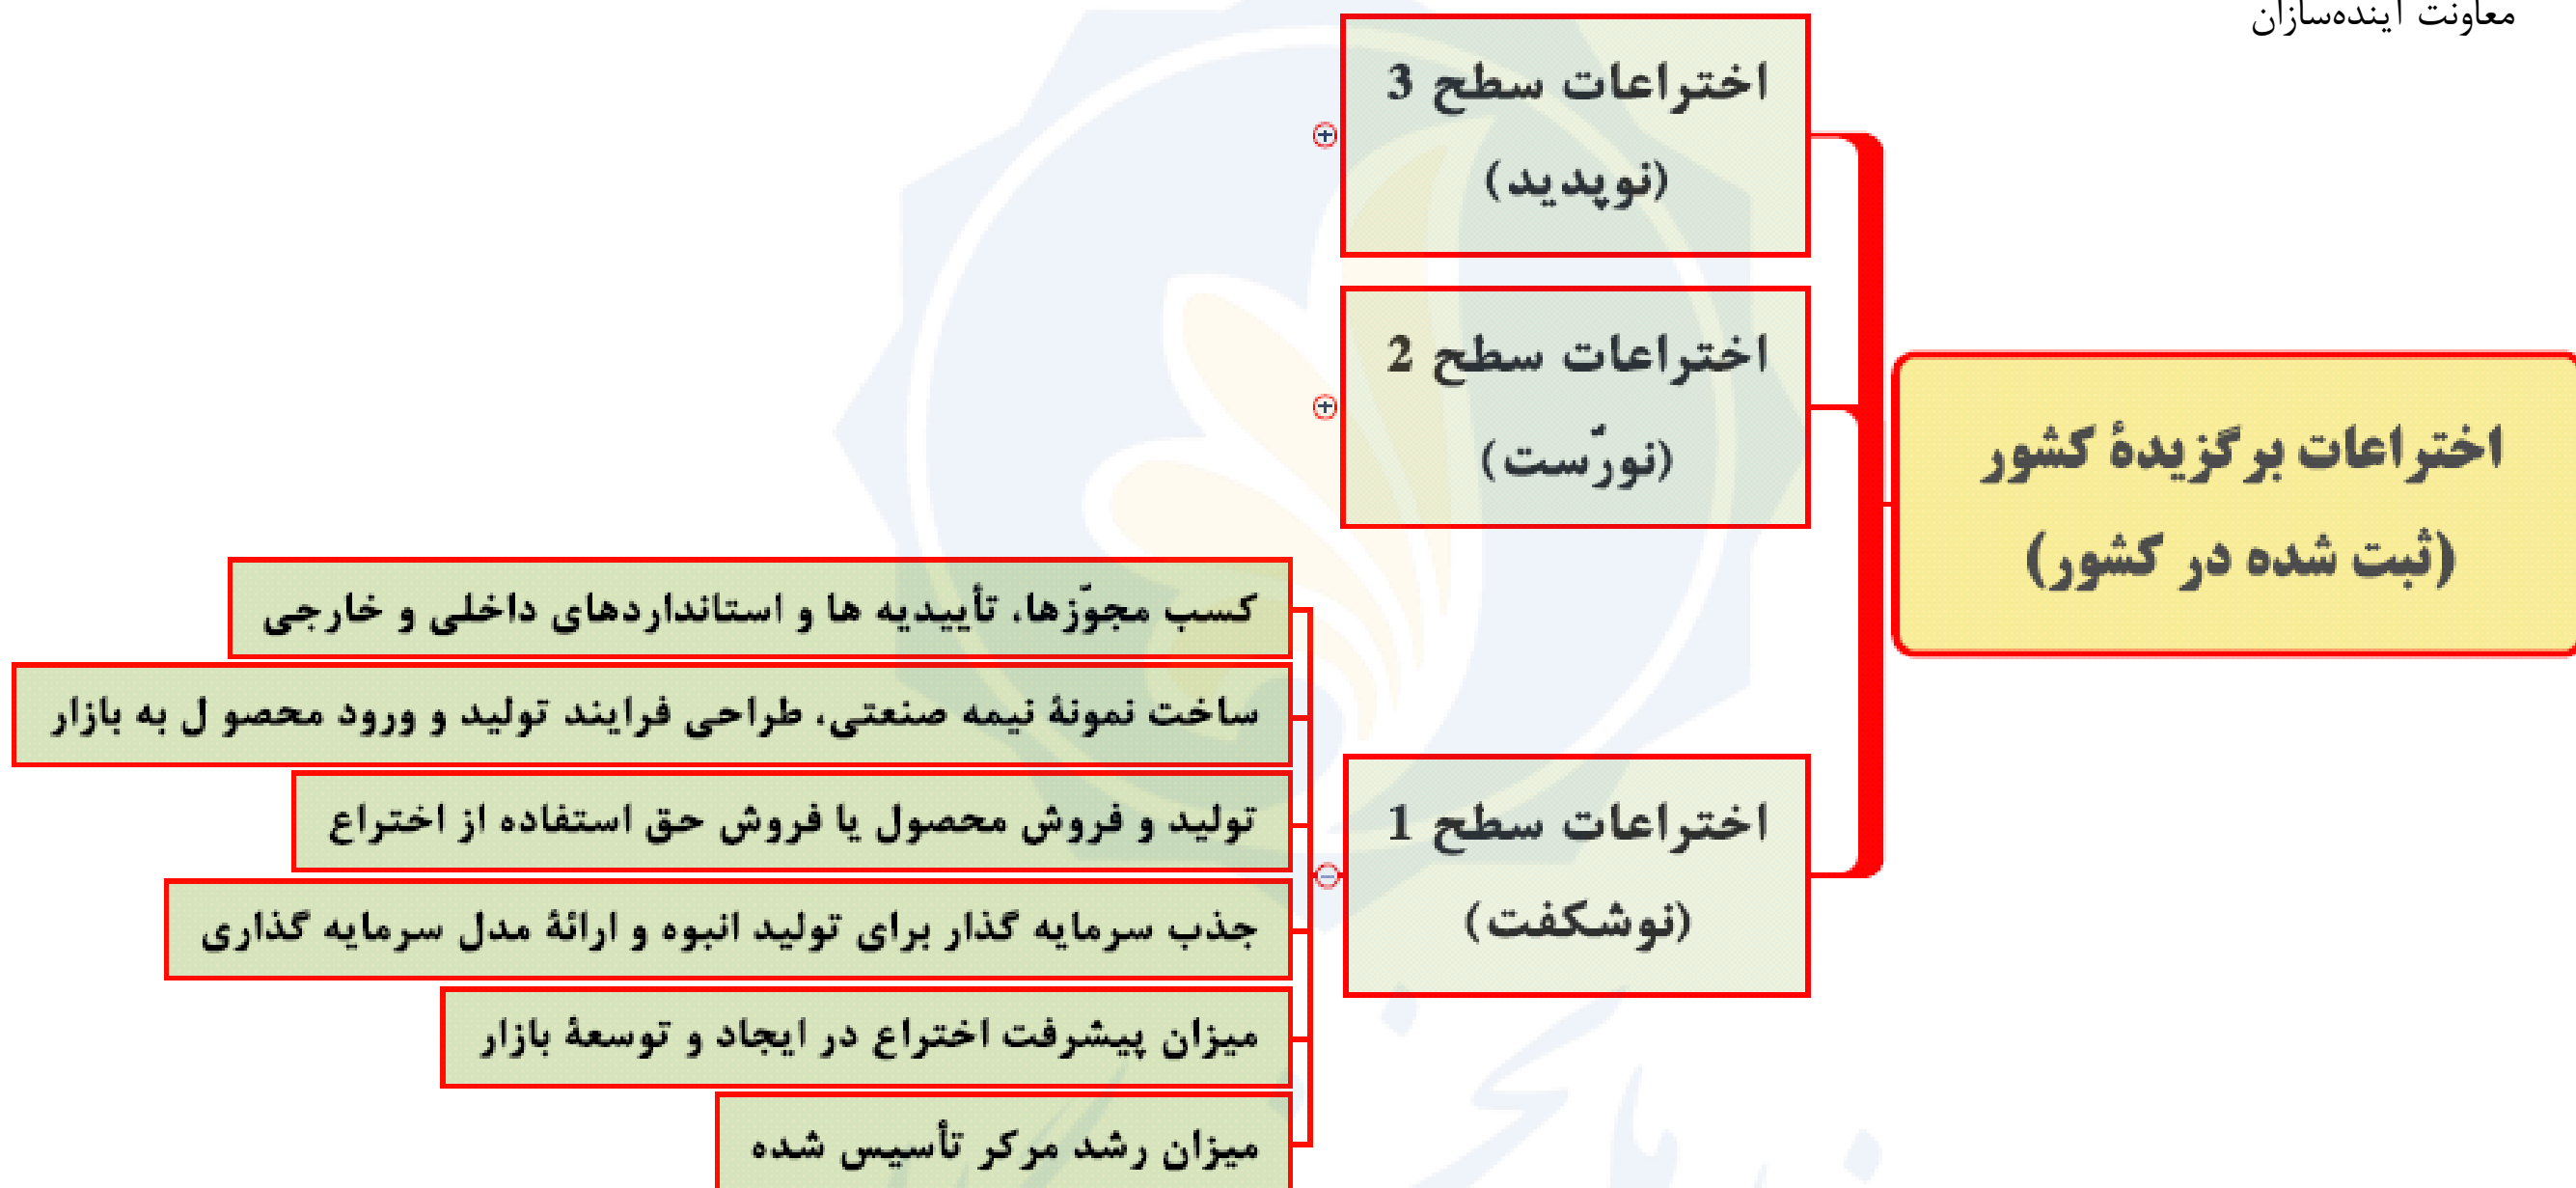 معاونت آینده‌سازان
اختراعات برگزیدهٔ کشور
(ثبت شده در کشور)
اختراعات سطح 3
(نوپدید)
اختراعات سطح 2
(نورُست)
اختراعات سطح 1
(نوشکفت)
کسب مجوّزها، تأییدیه ها و استانداردهای داخلی و خارجی
ساخت نمونهٔ نیمه صنعتی، طراحی فرایند تولید و ورود محصو ل به بازار
تولید و فروش محصول یا فروش حق استفاده از اختراع
جذب سرمایه گذار برای تولید انبوه و ارائهٔ مدل سرمایه گذاری
میزان پیشرفت اختراع در ایجاد و توسعهٔ بازار
میزان رشد مرکر تأسیس شده